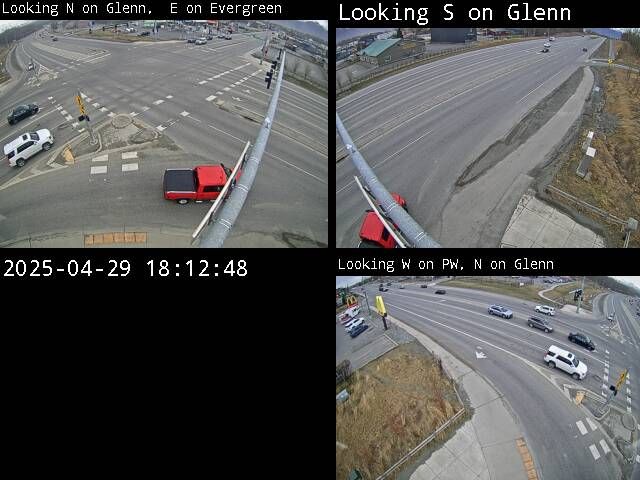 Looking N on Glenn, E on Evergreen
Looking S on Glenn
2025-04-29 18:12:48
Looking W on PW, N on Glenn